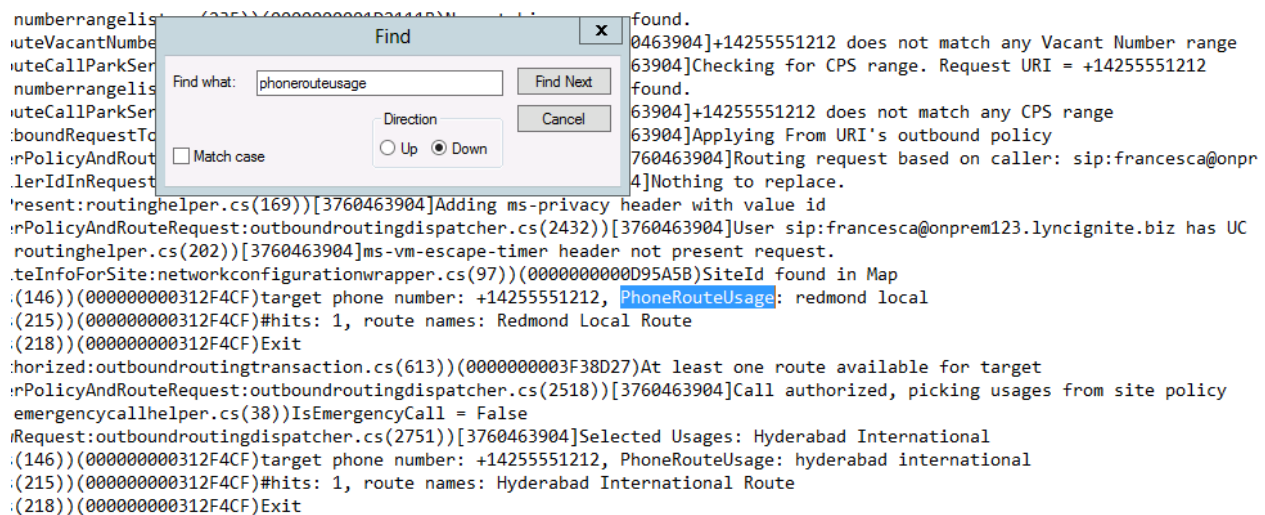 numberrangelis
found.
uteVacantNumbe
0463904]+14255551212 does not match any Vacant Number range
uteCallParkSer
63904]Checking for CPS range. Request URI = +14255551212
numberrangelis
found.
uteCallParkSer
63904]+14255551212 does not match any CPS range
boundRequestTo
63904]Applying From URI's outbound policy
rPolicyAndRout
760463904]Routing request based on caller: sip:francesca@onpr
lerIdInRequest
4]Nothing to replace.
Find
x
Find what:
phonerouteusage
Find Next
Direction
Cancel
Up
Down
Match case
Present:routinghelper.cs(169))[3760463904]Adding ms-privacy header with value id
rPolicyAndRouteRequest:outboundroutingdispatcher.cs(2432))[3760463904]User sip:francesca@onprem123.lyncignite.biz has UC
routinghelper.cs(202))[3760463904]ms-vm-escape-timer header not present request.
teInfoForSite:networkconfigurationwrapper.cs(97))(0000000000D95A5B)SiteId found in Map
(146))(000000000312F4CF)target phone number: +14255551212, PhoneRouteUsage: redmond local
(215))(000000000312F4CF)#hits: 1, route names: Redmond Local Route
(218))(000000000312F4CF)Exit
horized:outboundroutingtransaction.cs(613))(0000000003F38D27)At least one route available for target
rPolicyAndRouteRequest:outboundroutingdispatcher.cs(2518))[3760463904]Call authorized, picking usages from site policy
emergencycallhelper.cs(38))IsEmergencyCall = False
Request:outboundroutingdispatcher.cs(2751))[3760463904]Selected Usages: Hyderabad International
(146))(000000000312F4CF)target phone number: +14255551212, PhoneRouteUsage: hyderabad international
(215))(000000000312F4CF)#hits: 1, route names: Hyderabad International Route
(218))(000000000312F4CF)Exit